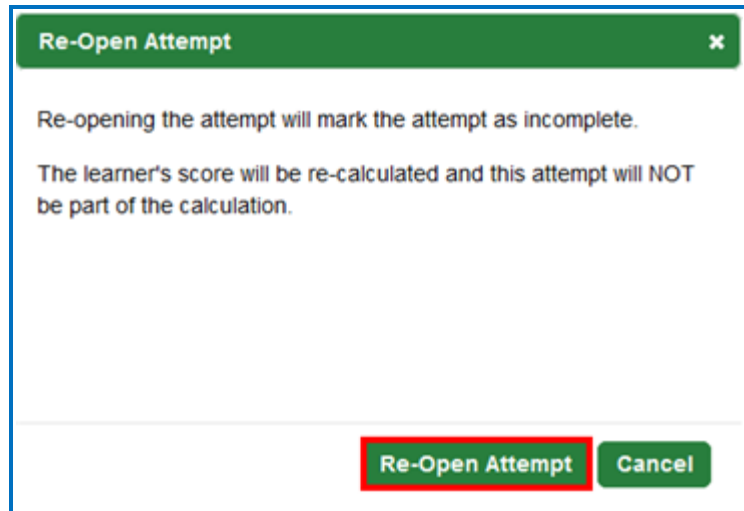 Re-Open Attempt ×
Re-opening the attempt will mark the attempt as incomplete.
The learner's score will be re-calculated and this attempt will NOT
be part of the calculation.
Re-Open Attempt Cancel